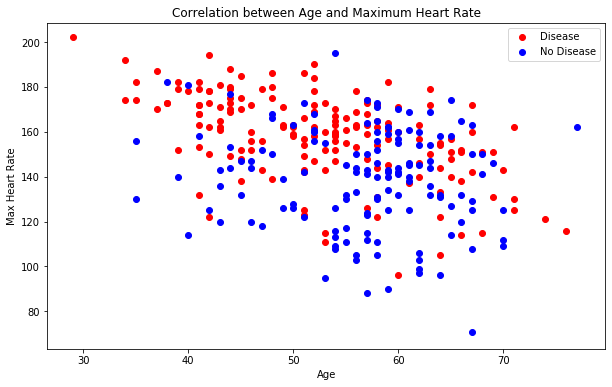 Correlation between Age and Maximum Heart Rate
Disease
No Disease
200
180
160
140
120
100
80
Max Heart Rate
30
40
50
60
70
Age